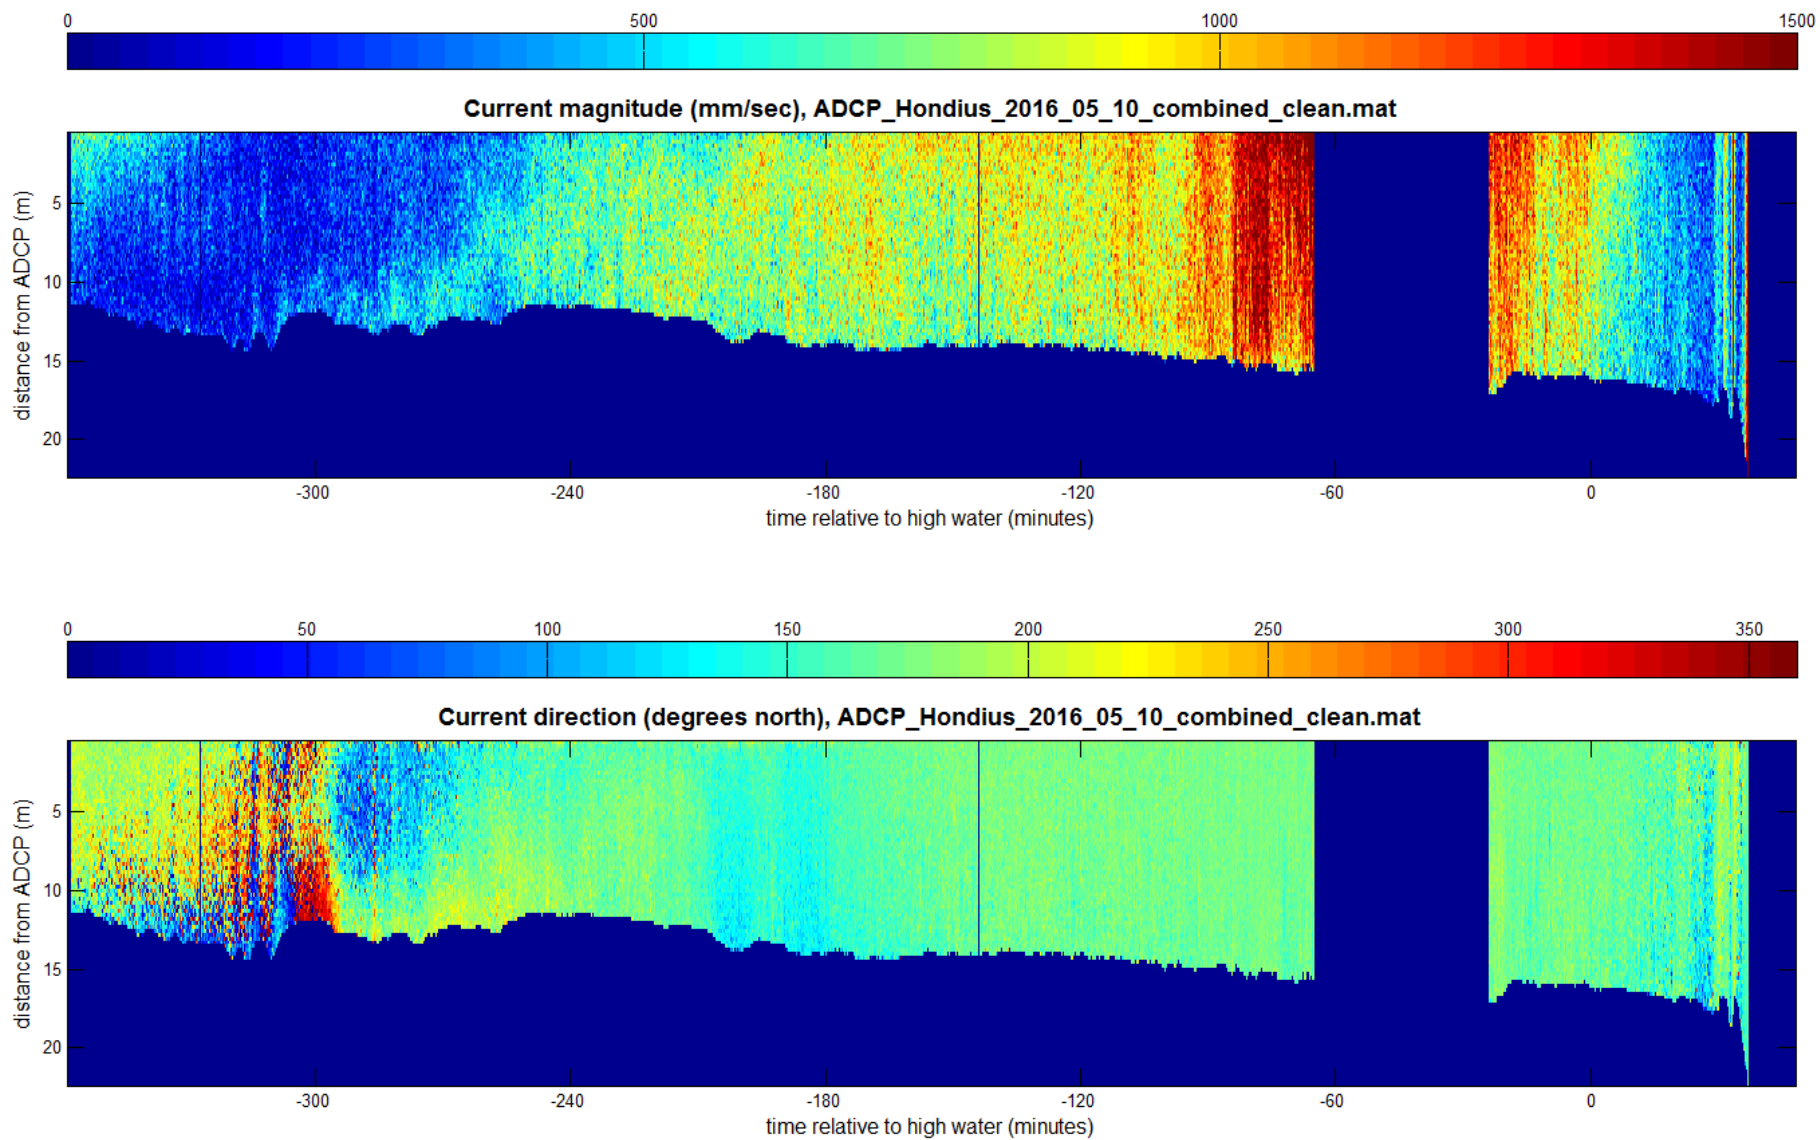 0 500 1000 1500
Current magnitude (mm/sec), ADCP_Hondius_2016_05_10_combined_clean.mat
distance from ADCP (m)
5
10
15
20
-300 -240 -180 -120 -60 0
time relative to high water (minutes)
0 50 100 150 200 250 300 350
Current direction (degrees north), ADCP_Hondius_2016_05_10_combined_clean.mat
distance from ADCP (m)
5
10
15
20
-300 -240 -180 -120 -60 0
time relative to high water (minutes)